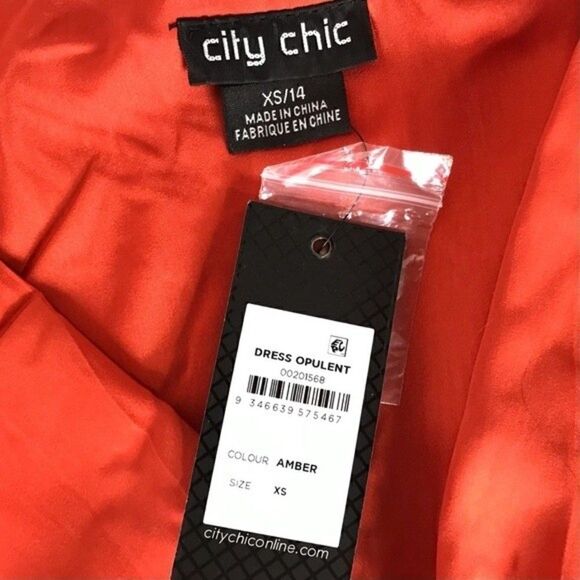 city chic
XS/14
MADE IN CHINA
FABRIQUE EN CHINE
DRESS OPULENT
00201568
9 346639 575467
COLOUR AMBER
SIZE XS
citychiconline.com